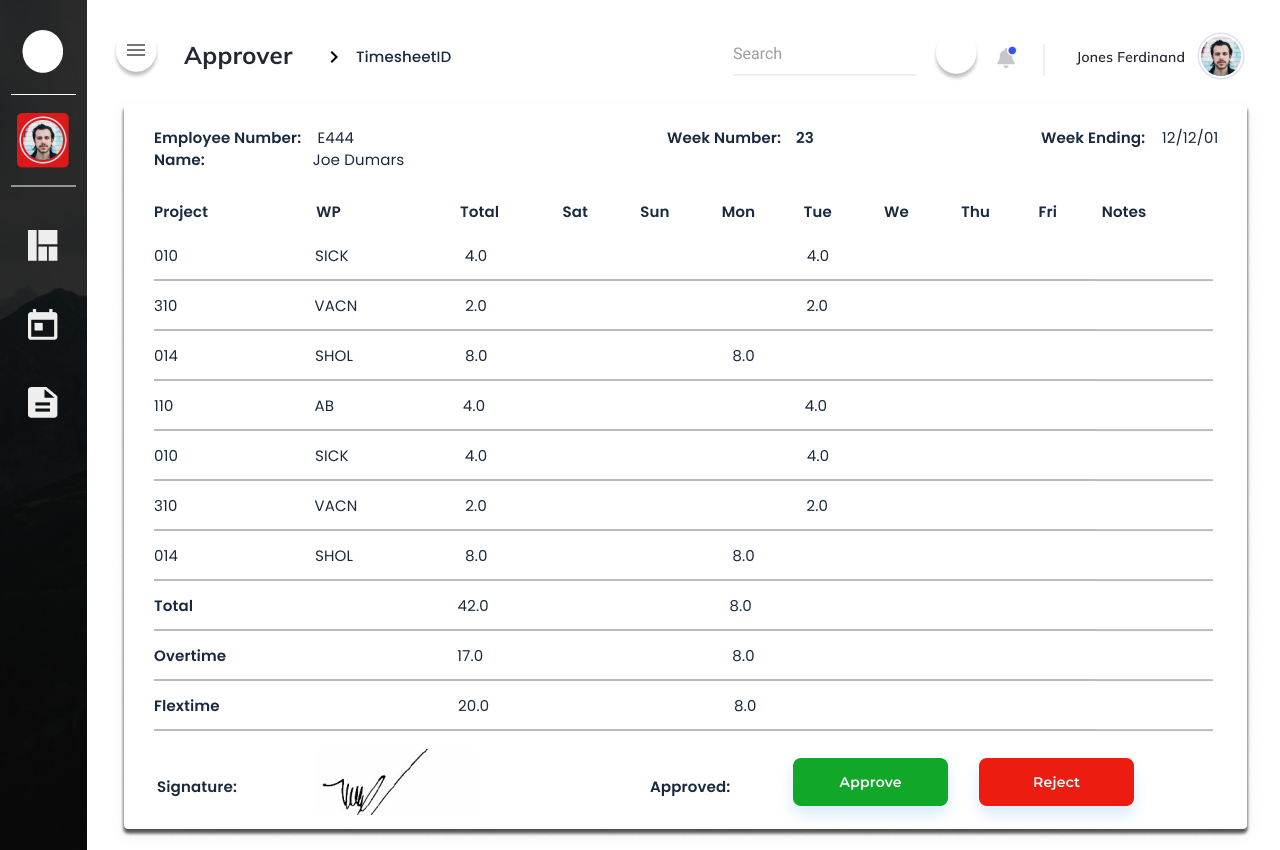 Approver > TimesheetID Search Jones Ferdinand
Employee Number: E444 Week Number: 23 Week Ending: 12/12/01
Name: Joe Dumars
Project WP Total Sat Sun Mon Tue We Thu Fri Notes
010 SICK 4.0 4.0
310 VACN 2.0 2.0
014 SHOL 8.0 8.0
110 AB 4.0 4.0
010 SICK 4.0 4.0
310 VACN 2.0 2.0
014 SHOL 8.0 8.0
Total 42.0 8.0
Overtime 17.0 8.0
Flextime 20.0 8.0
Signature: Approved: Approve Reject